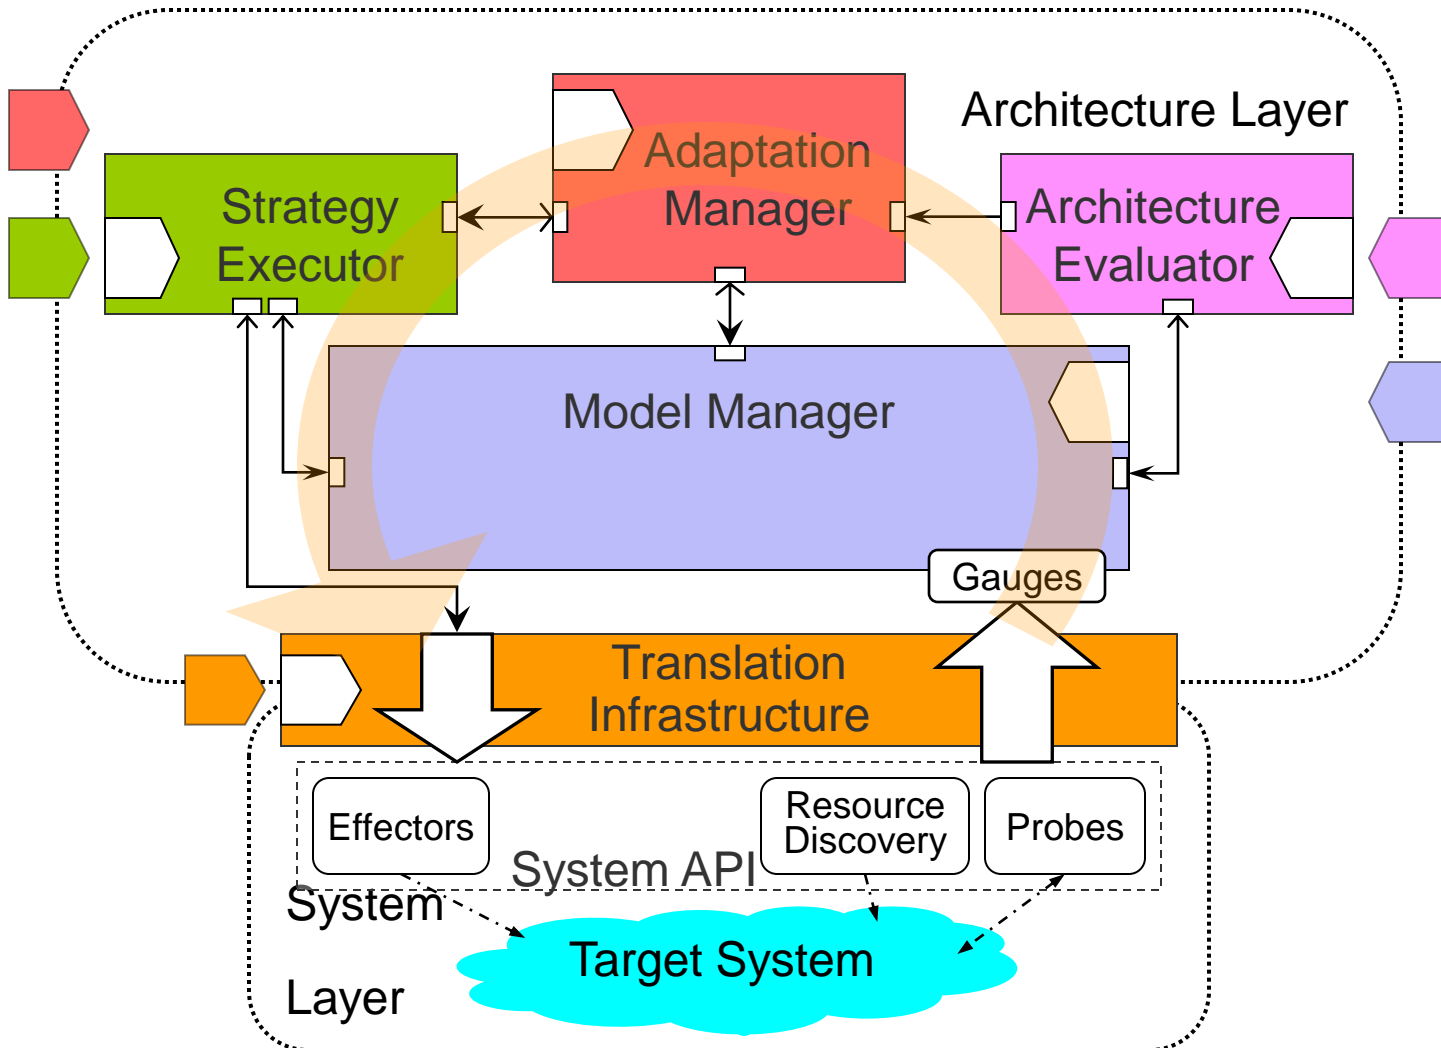 Architecture Layer
Adaptation
Manager
Strategy
Executor
Architecture
Evaluator
Model Manager
Gauges
Translation
Infrastructure
Effectors
Resource
Discovery
Probes
System API
System
Layer
Target System